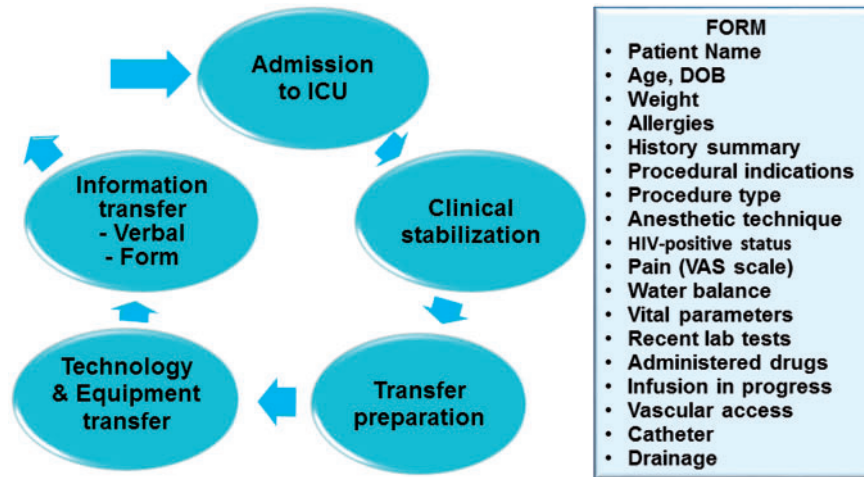 Admission
to ICU
Clinical
stabilization
Transfer
preparation
Technology
& Equipment
transfer
Information
transfer
- Verbal
- Form
FORM
• Patient Name
• Age, DOB
• Weight
• Allergies
• History summary
• Procedural indications
• Procedure type
• Anesthetic technique
• HIV-positive status
• Pain (VAS scale)
• Water balance
• Vital parameters
• Recent lab tests
• Administered drugs
• Infusion in progress
• Vascular access
• Catheter
• Drainage